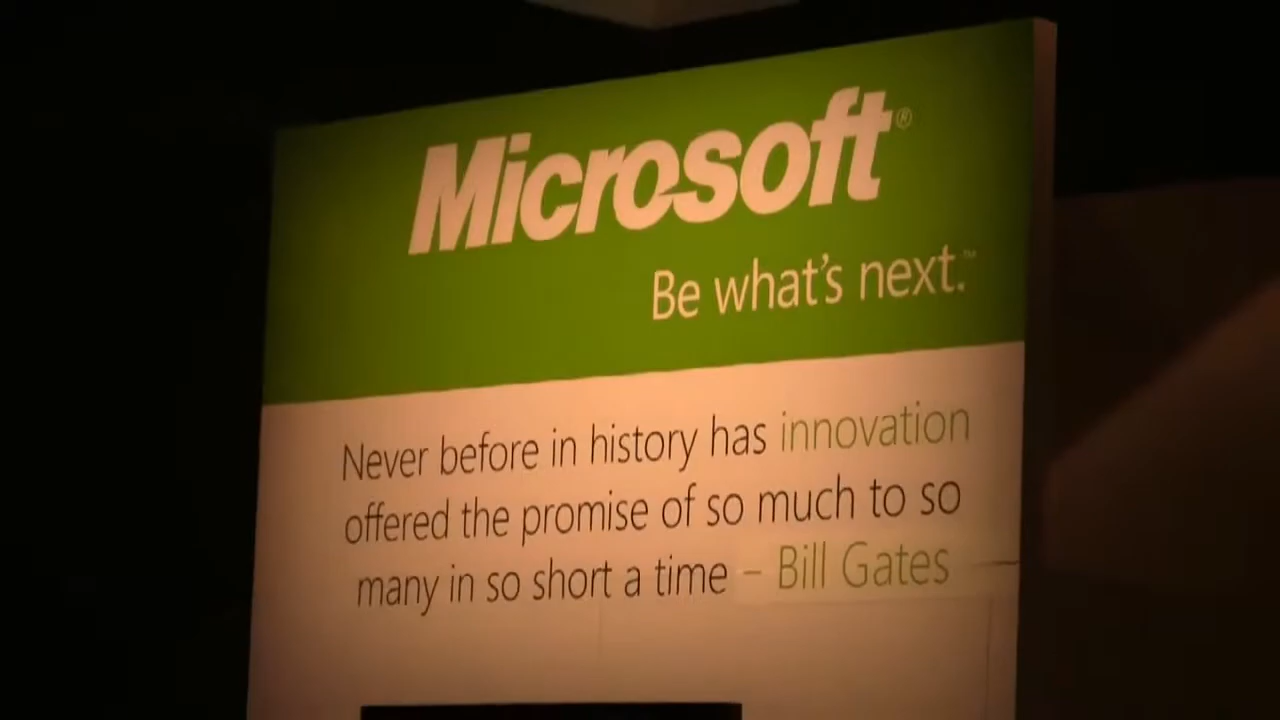 Microsoft®
Be what's next.™
Never before in history has innovation
offered the promise of so much to so
many in so short a time – Bill Gates